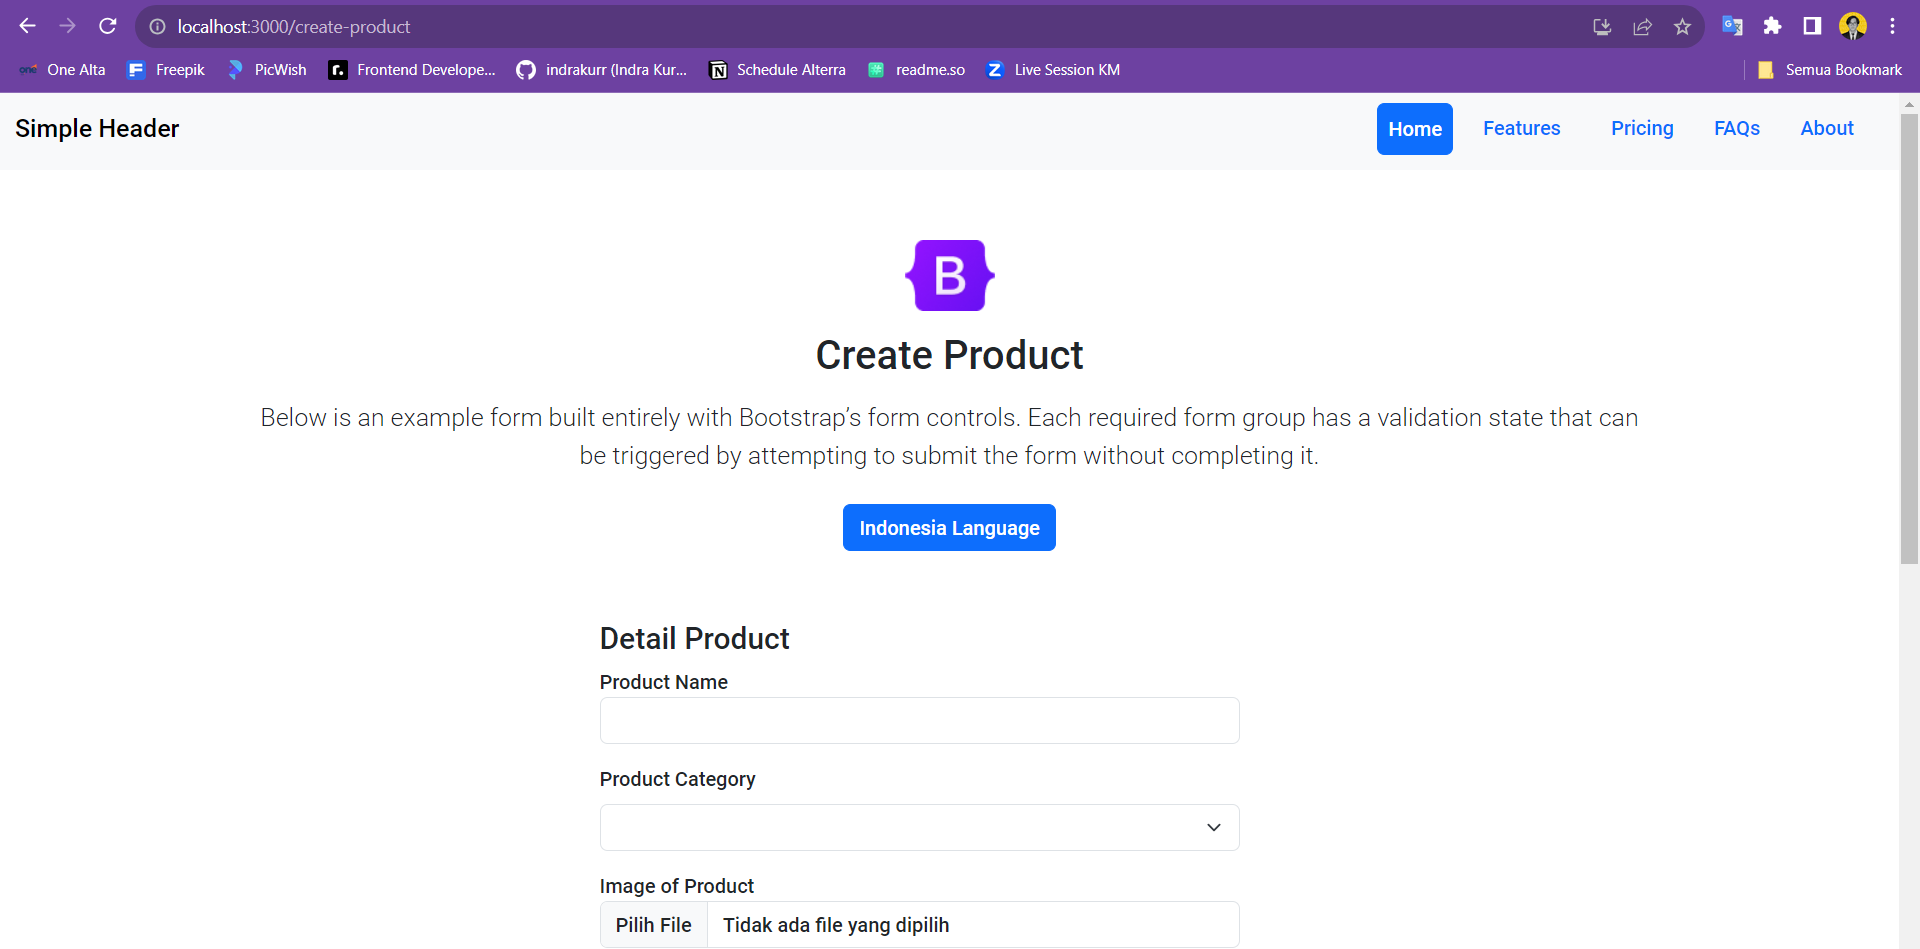 localhost:3000/create-product
One Alta Freepik PicWish Frontend Develope... indrakurr (Indra Kur... Schedule Alterra readme.so Live Session KM Semua Bookmark
Simple Header Home Features Pricing FAQs About
B
Create Product
Below is an example form built entirely with Bootstrap’s form controls. Each required form group has a validation state that can
be triggered by attempting to submit the form without completing it.
Indonesia Language
Detail Product
Product Name
Product Category
Image of Product
Pilih File Tidak ada file yang dipilih